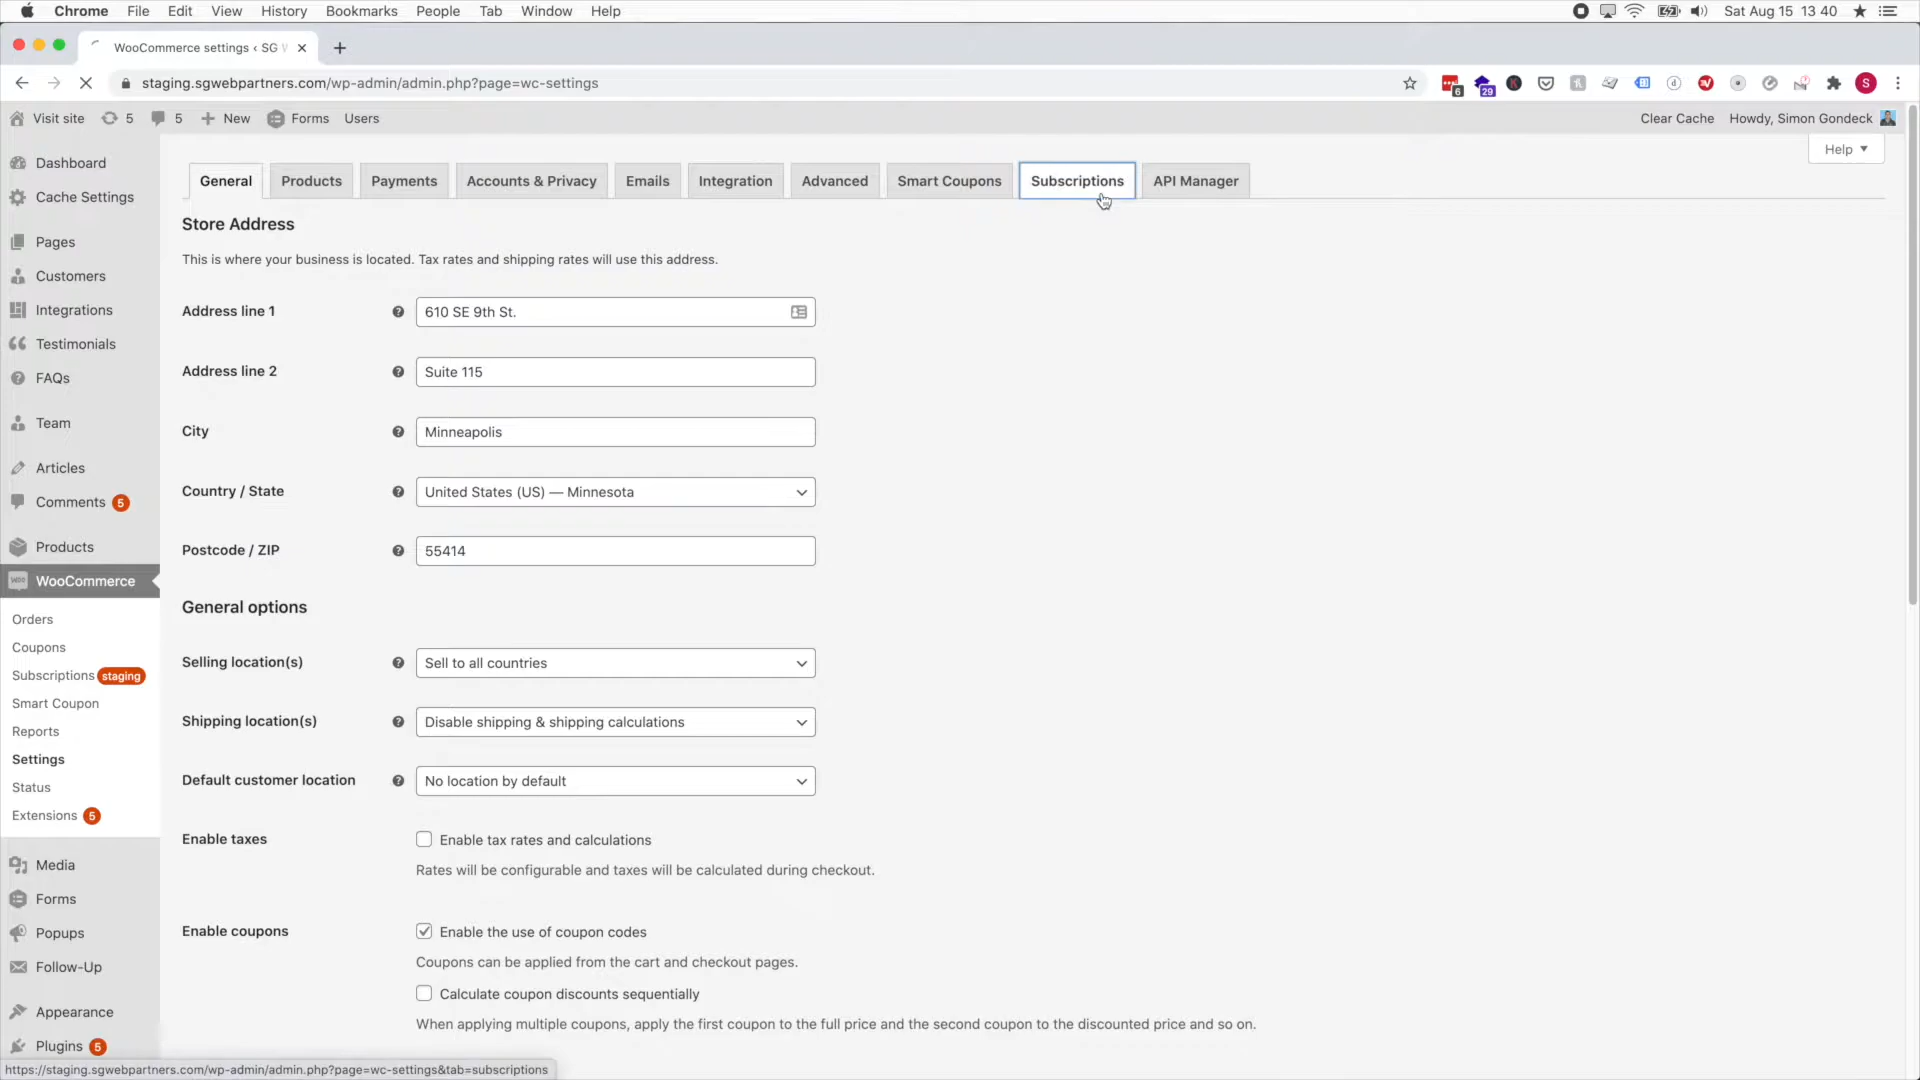 Chrome File Edit View History Bookmarks People Tab Window Help
Sat Aug 15 13 40
WooCommerce settings ‹ SG
staging.sgwebpartners.com/wp-admin/admin.php?page=wc-settings
6
29
S
Visit site 5 5 New Forms Users
Clear Cache Howdy, Simon Gondeck
Help
Dashboard
Cache Settings
Pages
Customers
Integrations
Testimonials
FAQs
Team
Articles
Comments 5
Products
WooCommerce
Orders
Coupons
Subscriptions staging
Smart Coupon
Reports
Settings
Status
Extensions 5
Media
Forms
Popups
Follow-Up
Appearance
Plugins 5
General Products Payments Accounts & Privacy Emails Integration Advanced Smart Coupons Subscriptions API Manager
Store Address
This is where your business is located. Tax rates and shipping rates will use this address.
Address line 1 610 SE 9th St.
Address line 2 Suite 115
City Minneapolis
Country / State United States (US) — Minnesota
Postcode / ZIP 55414
General options
Selling location(s) Sell to all countries
Shipping location(s) Disable shipping & shipping calculations
Default customer location No location by default
Enable taxes Enable tax rates and calculations
Rates will be configurable and taxes will be calculated during checkout.
Enable coupons Enable the use of coupon codes
Coupons can be applied from the cart and checkout pages.
Calculate coupon discounts sequentially
When applying multiple coupons, apply the first coupon to the full price and the second coupon to the discounted price and so on.
https://staging.sgwebpartners.com/wp-admin/admin.php?page=wc-settings&tab=subscriptions